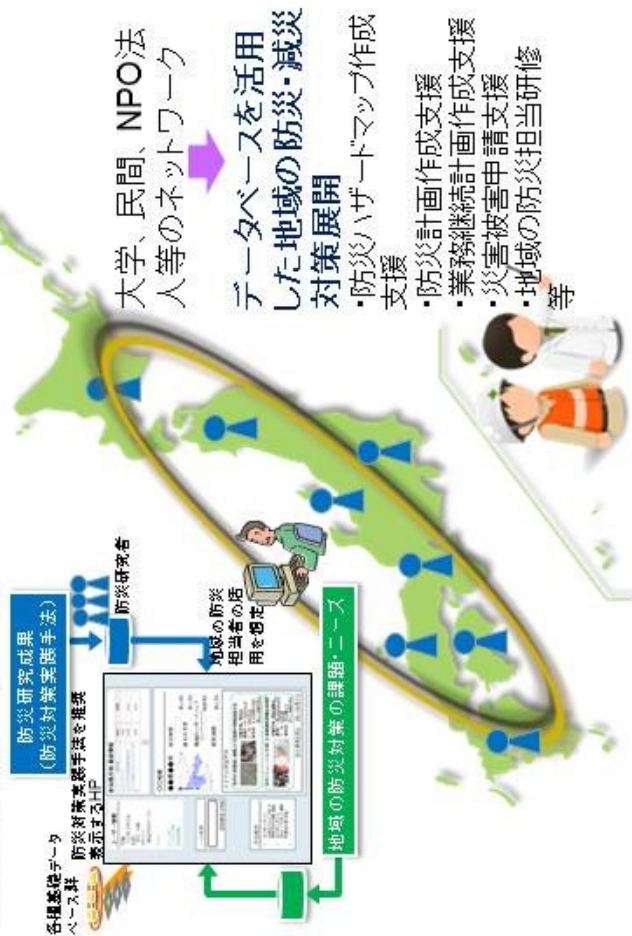 防災研究成果
(防災対策実践手法)
防災研究者
各種基礎データ
ベース群
防災対策実践手法を推奨
表示するHP
地域の防災
担当者の活
用を想定
地域の防災対策の課題・ニーズ
大学、民間、NPO法
人等のネットワーク
データベースを活用
した地域の防災・減災
対策展開
・防災ハザードマップ作成
支援
・防災計画作成支援
・業務継続計画作成支援
・災害被害申請支援
・地域の防災担当研修
等